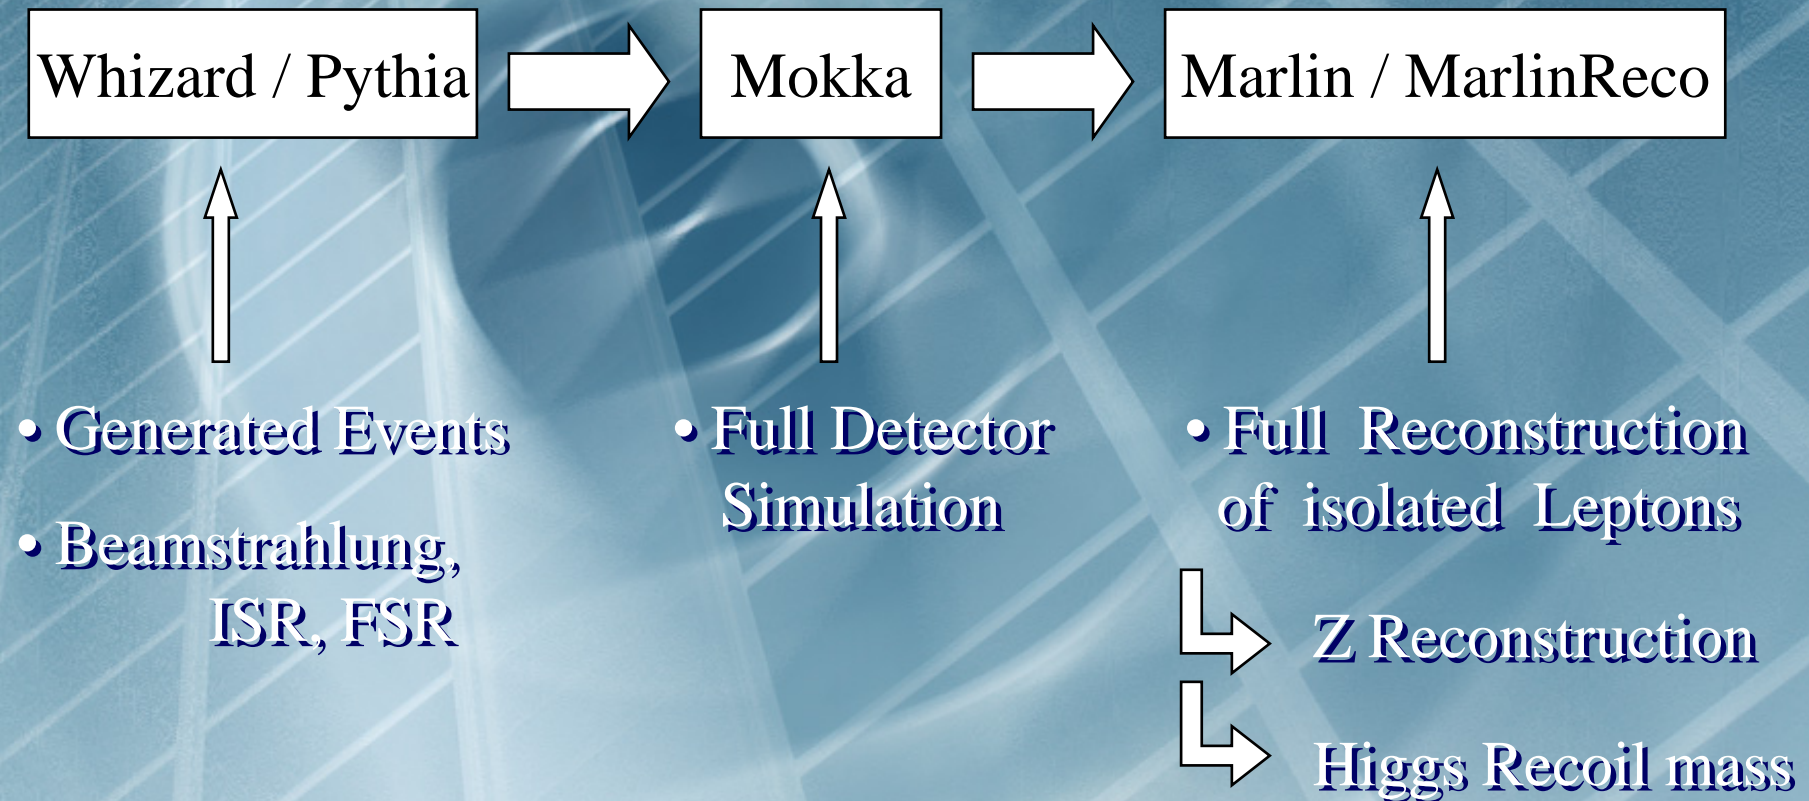 Whizard / Pythia
Mokka
Marlin / MarlinReco
• Generated Events
• Beamstrahlung,
ISR, FSR
• Full Detector
Simulation
• Full Reconstruction
of isolated Leptons
Z Reconstruction
Higgs Recoil mass